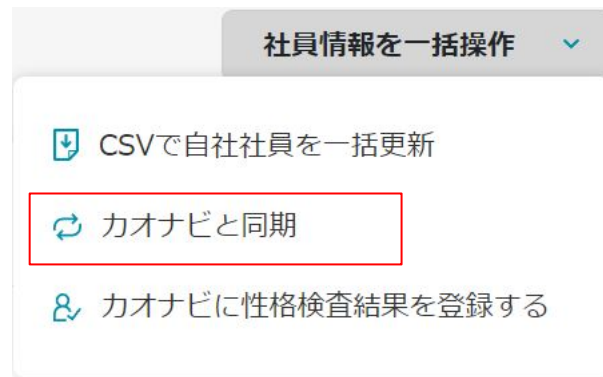 社員情報を一括操作
CSVで自社社員を一括更新
カオナビと同期
カオナビに性格検査結果を登録する